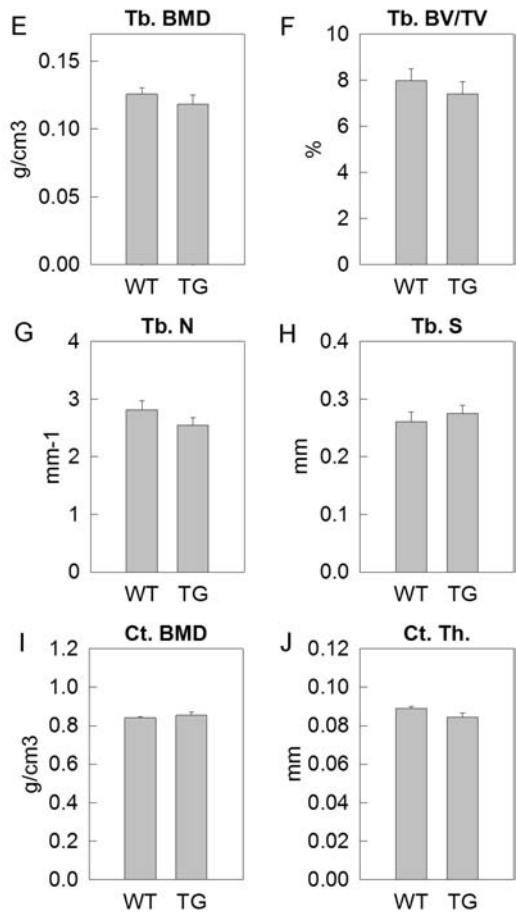 E
Tb. BMD
g/cm3
0.15
0.10
0.05
0.00
WT TG
F
Tb. BV/TV
%
10
8
6
4
2
0
WT TG
G
Tb. N
mm-1
4
3
2
1
0
WT TG
H
Tb. S
mm
0.4
0.3
0.2
0.1
0.0
WT TG
I
Ct. BMD
g/cm3
1.2
1.0
0.8
0.6
0.4
0.2
0.0
WT TG
J
Ct. Th.
mm
0.12
0.10
0.08
0.06
0.04
0.02
0.00
WT TG